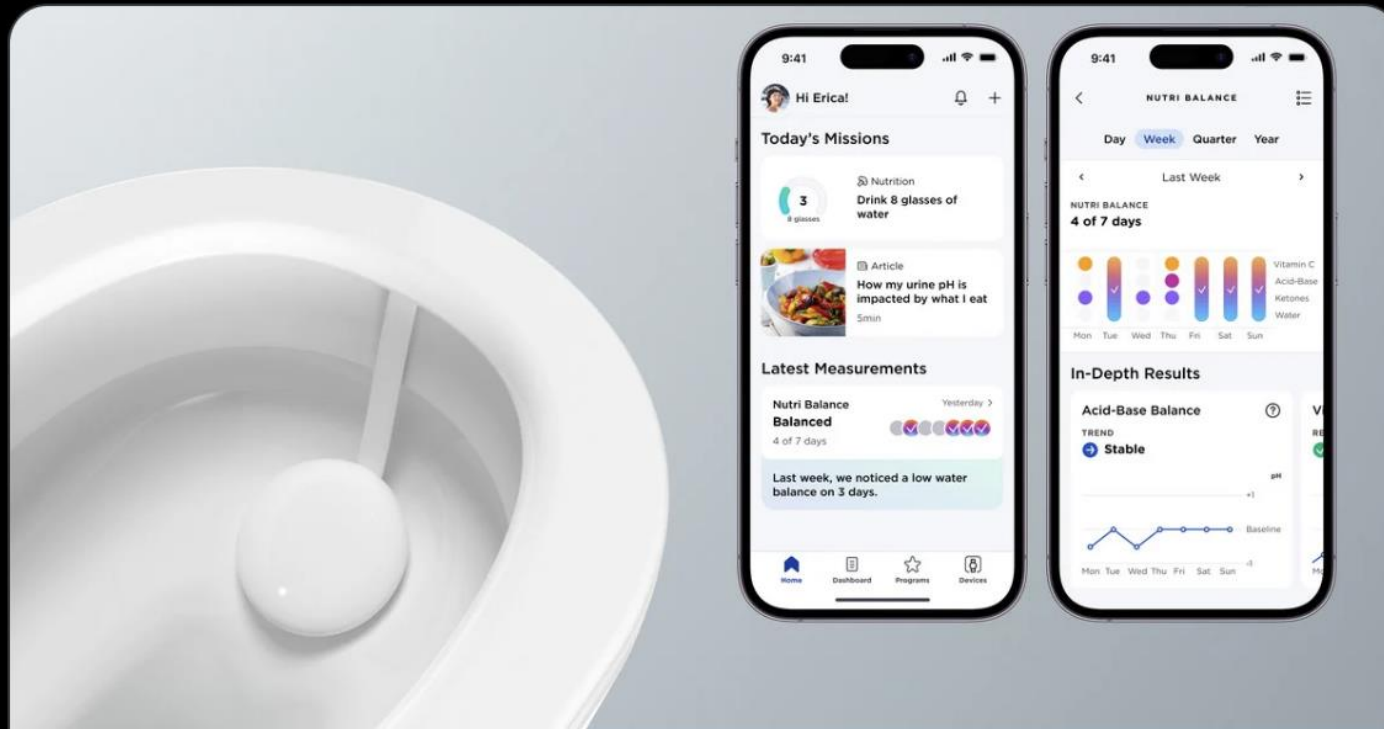 9:41
Hi Erica!
Today's Missions
3
8 glasses
Nutrition
Drink 8 glasses of
water
Article
How my urine pH is
impacted by what I eat
5min
Latest Measurements
Nutri Balance
Yesterday >
Balanced
4 of 7 days
Last week, we noticed a low water
balance on 3 days.
Home
Dashboard
Programs
Devices
9:41
NUTRI BALANCE
Day Week Quarter Year
Last Week
NUTRI BALANCE
4 of 7 days
Vitamin C
Acid-Base
Ketones
Water
Mon Tue Wed Thu Fri Sat Sun
In-Depth Results
Acid-Base Balance
?
TREND
Stable
pH
+1
Baseline
-1
Mon Tue Wed Thu Fri Sat Sun